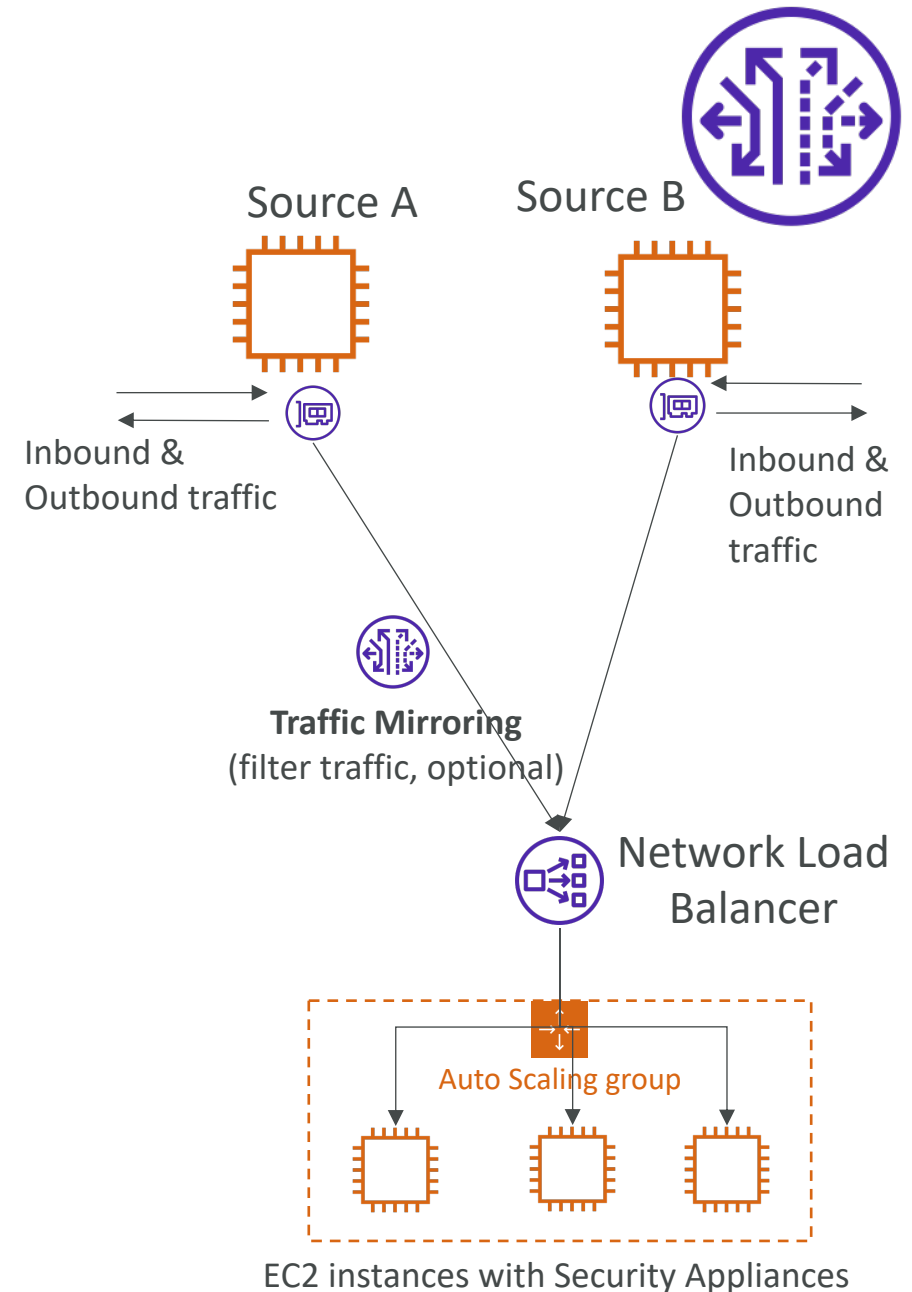 Source A
Source B
Inbound &
Outbound traffic
Inbound &
Outbound
traffic
Traffic Mirroring
(filter traffic, optional)
Network Load
Balancer
Auto Scaling group
EC2 instances with Security Appliances